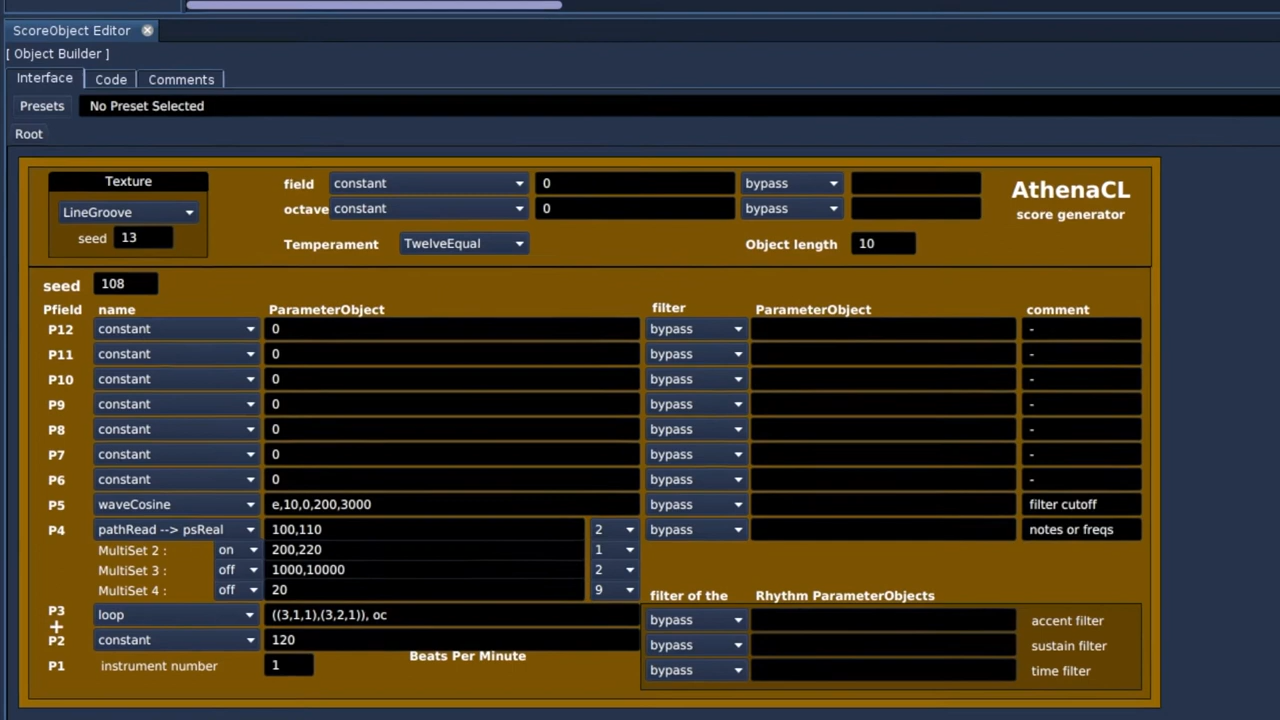 ScoreObject Editor
[ Object Builder ]
Interface Code Comments
Presets No Preset Selected
Root
Texture
LineGroove
seed 13
field constant 0 bypass
octave constant 0 bypass
Temperament TwelveEqual Object length 10
AthenaCL
score generator
seed 108
Pfield name ParameterObject filter ParameterObject comment
P12 constant 0 bypass -
P11 constant 0 bypass -
P10 constant 0 bypass -
P9 constant 0 bypass -
P8 constant 0 bypass -
P7 constant 0 bypass -
P6 constant 0 bypass -
P5 waveCosine e,10,0,200,3000 bypass filter cutoff
P4 pathRead --> psReal 100,110 2 bypass notes or freqs
MultiSet 2 : on 200,220 1
MultiSet 3 : off 1000,10000 2
MultiSet 4 : off 20 9
filter of the Rhythm ParameterObjects
P3 loop ((3,1,1),(3,2,1)), oc bypass accent filter
+
P2 constant 120 bypass sustain filter
Beats Per Minute
P1 instrument number 1 bypass time filter